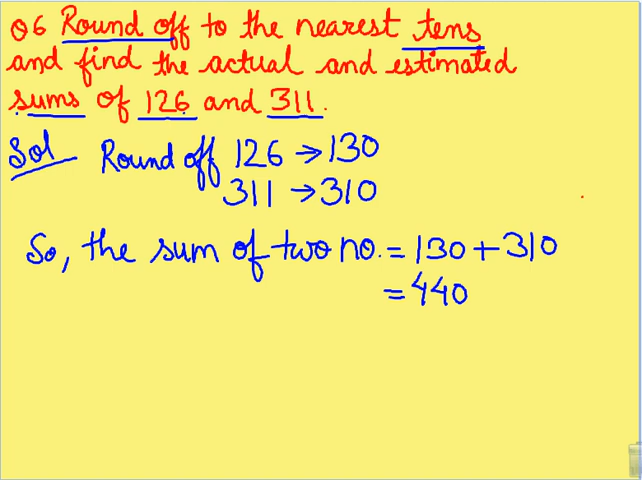 Q6 Round off to the nearest tens
and find the actual and estimated
sums of 126 and 311.
Sol Round off 126 → 130
311 → 310
So, the sum of two no. = 130 + 310
= 440